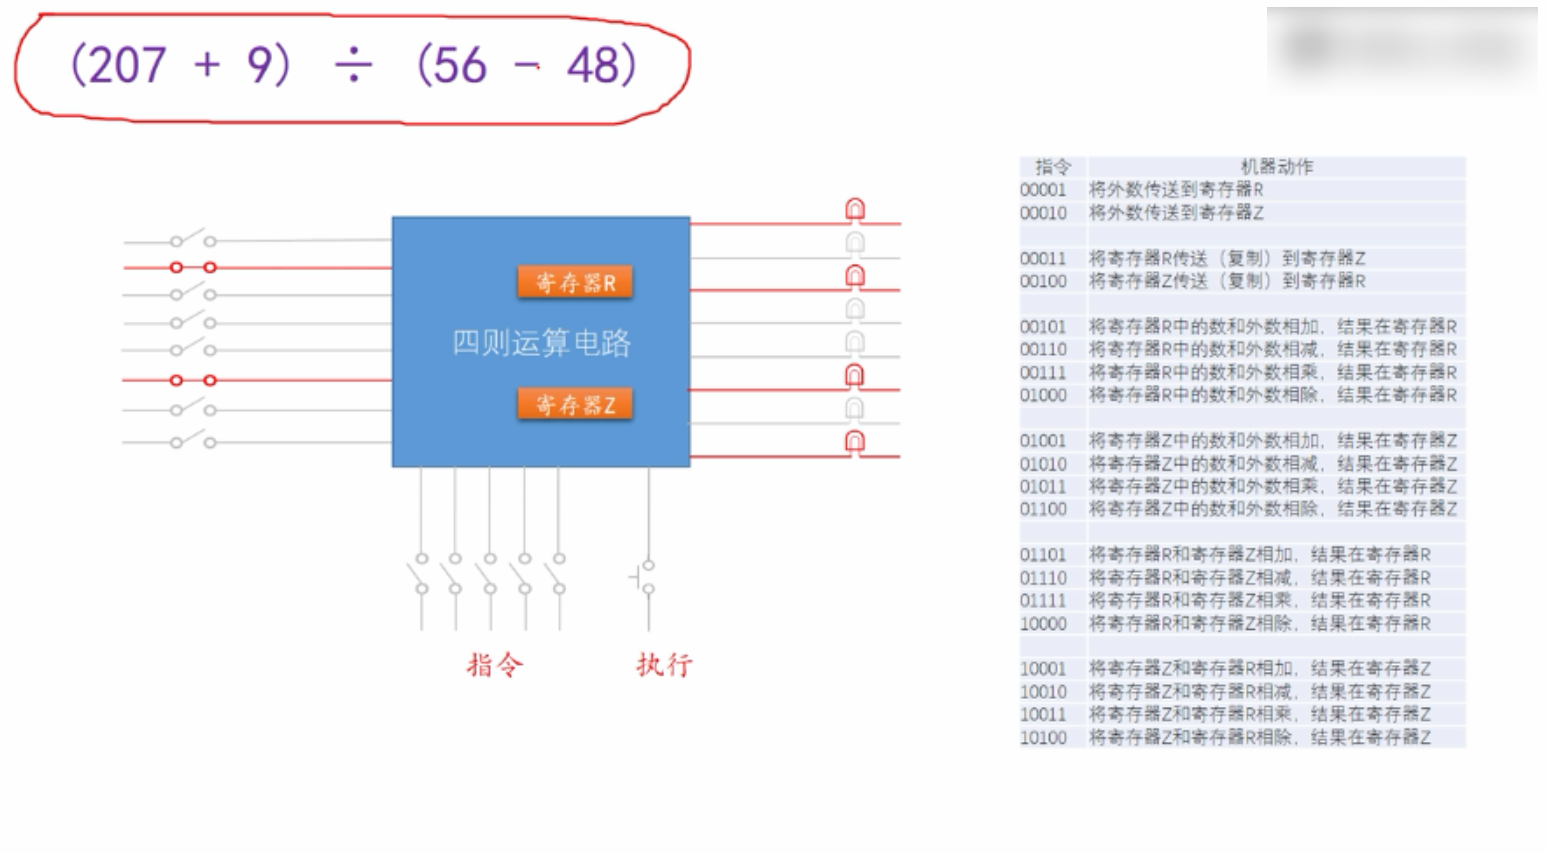 (207 + 9) ÷ (56 - 48)
寄存器R
四则运算电路
寄存器Z
指令
执行
指令 机器动作
00001 将外数传送到寄存器R
00010 将外数传送到寄存器Z
00011 将寄存器R传送（复制）到寄存器Z
00100 将寄存器Z传送（复制）到寄存器R
00101 将寄存器R中的数和外数相加，结果在寄存器R
00110 将寄存器R中的数和外数相减，结果在寄存器R
00111 将寄存器R中的数和外数相乘，结果在寄存器R
01000 将寄存器R中的数和外数相除，结果在寄存器R
01001 将寄存器Z中的数和外数相加，结果在寄存器Z
01010 将寄存器Z中的数和外数相减，结果在寄存器Z
01011 将寄存器Z中的数和外数相乘，结果在寄存器Z
01100 将寄存器Z中的数和外数相除，结果在寄存器Z
01101 将寄存器R和寄存器Z相加，结果在寄存器R
01110 将寄存器R和寄存器Z相减，结果在寄存器R
01111 将寄存器R和寄存器Z相乘，结果在寄存器R
10000 将寄存器R和寄存器Z相除，结果在寄存器R
10001 将寄存器Z和寄存器R相加，结果在寄存器Z
10010 将寄存器Z和寄存器R相减，结果在寄存器Z
10011 将寄存器Z和寄存器R相乘，结果在寄存器Z
10100 将寄存器Z和寄存器R相除，结果在寄存器Z